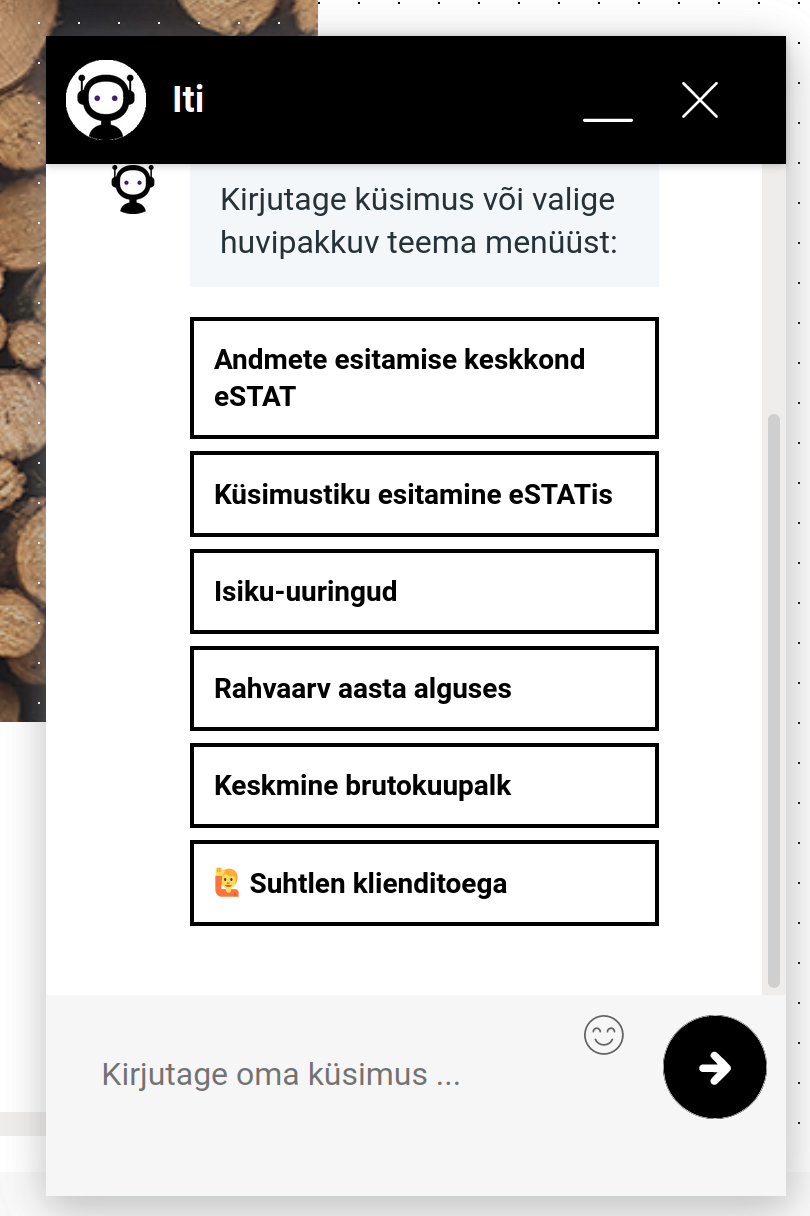 Iti
Kirjutage küsimus või valige
huvipakkuv teema menüüst:
Andmete esitamise keskkond
eSTAT
Küsimustiku esitamine eSTATis
Isiku-uuringud
Rahvaarv aasta alguses
Keskmine brutokuupalk
🙋 Suhtlen klienditoega
Kirjutage oma küsimus ...